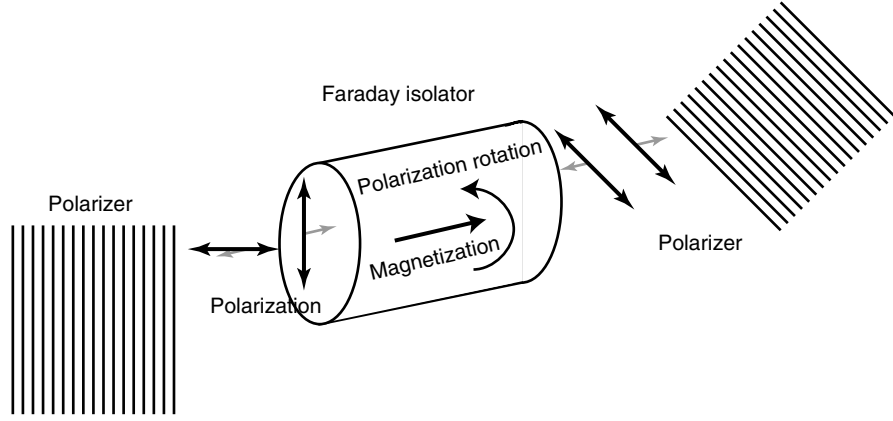 Faraday isolator
Polarization rotation
Polarizer
Magnetization
Polarizer
Polarization